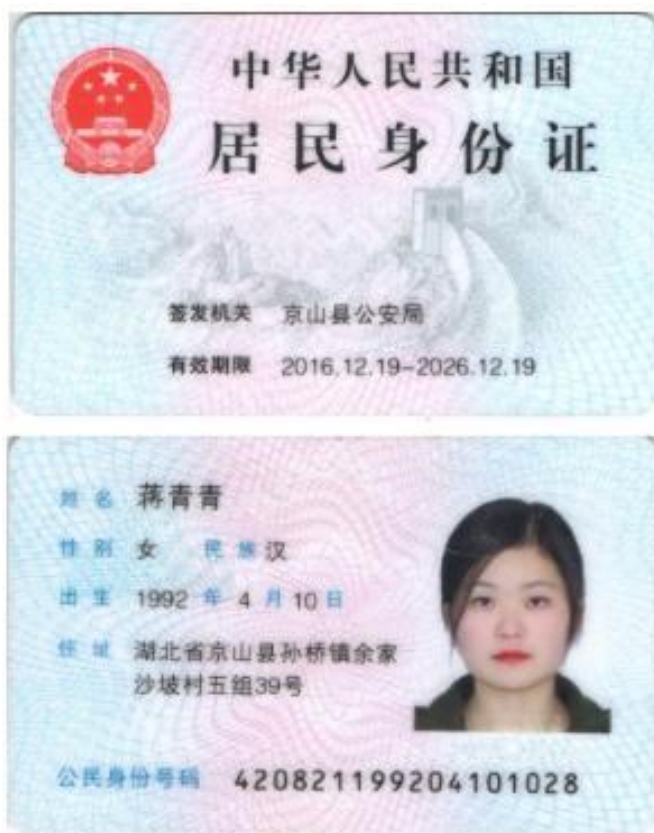 中华人民共和国
居民身份证
签发机关 京山县公安局
有效期限 2016.12.19-2026.12.19
姓名 蒋青青
性别 女 民族 汉
出生 1992 年 4 月 10 日
住址 湖北省京山县孙桥镇余家
沙坡村五组39号
公民身份号码 420821199204101028